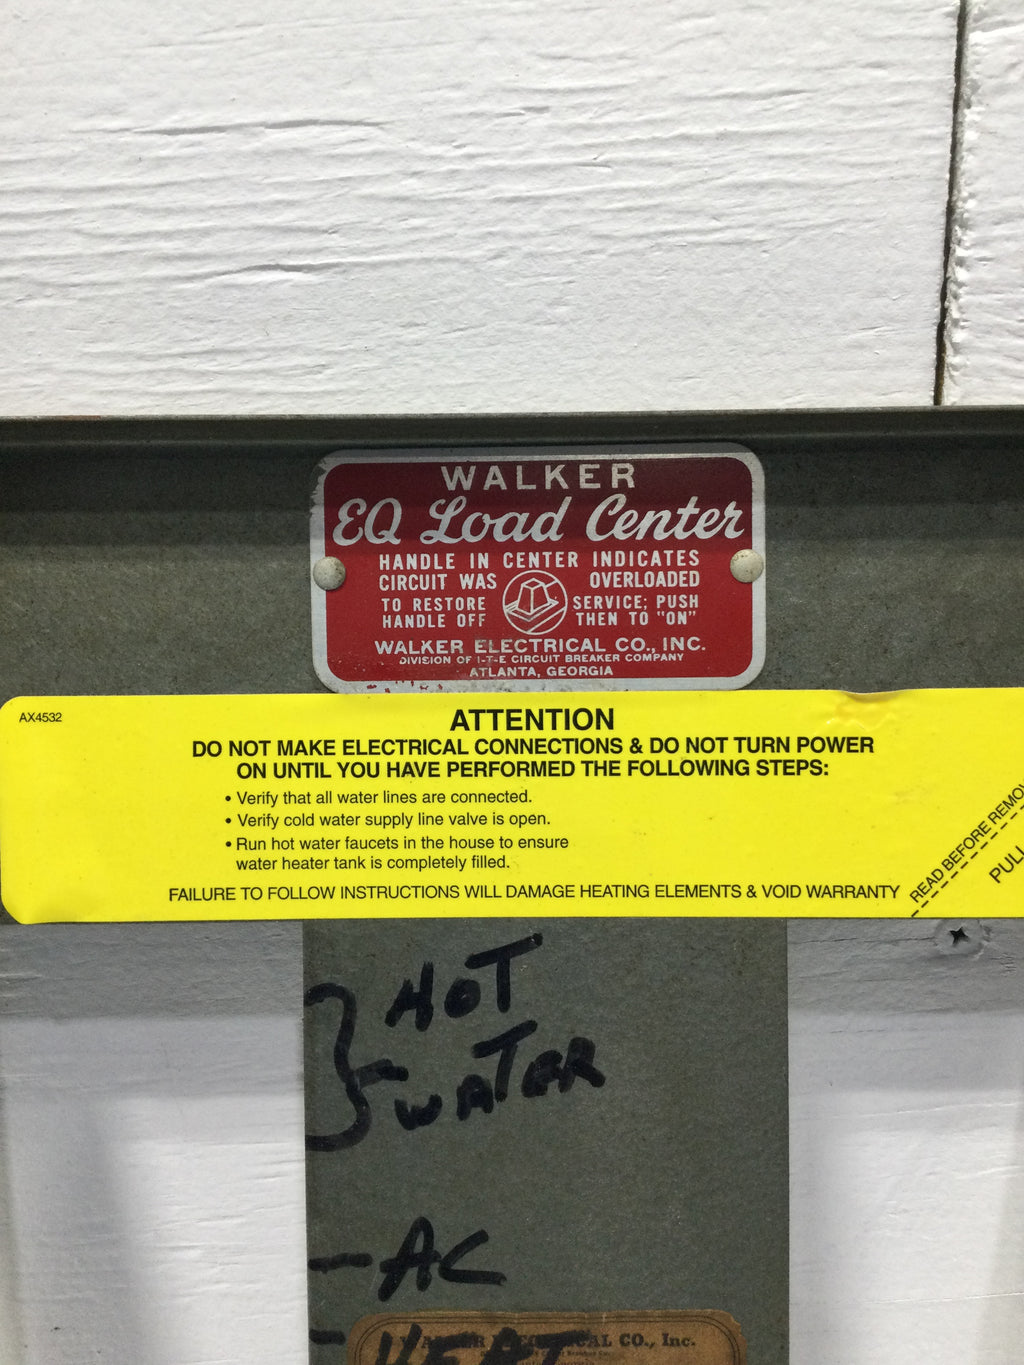 WALKER
EQ Load Center
HANDLE IN CENTER INDICATES
CIRCUIT WAS OVERLOADED
TO RESTORE SERVICE; PUSH
HANDLE OFF THEN TO "ON"
WALKER ELECTRICAL CO., INC.
DIVISION OF I-T-E CIRCUIT BREAKER COMPANY
ATLANTA, GEORGIA
AX4532
ATTENTION
DO NOT MAKE ELECTRICAL CONNECTIONS & DO NOT TURN POWER
ON UNTIL YOU HAVE PERFORMED THE FOLLOWING STEPS:
• Verify that all water lines are connected.
• Verify cold water supply line valve is open.
• Run hot water faucets in the house to ensure
water heater tank is completely filled.
FAILURE TO FOLLOW INSTRUCTIONS WILL DAMAGE HEATING ELEMENTS & VOID WARRANTY
READ BEFORE REMO
PULL
HOT
WATER
- AC
CO., Inc.
- HEAT